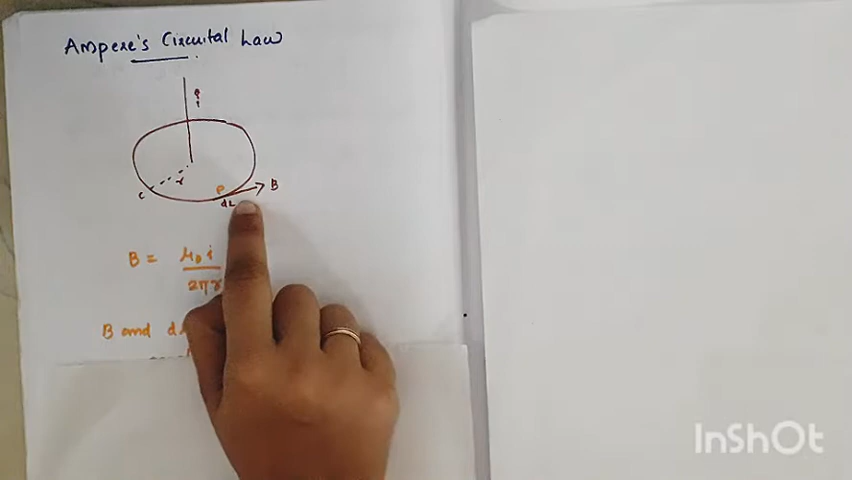 Ampere's Circuital Law
i
r
P
B
C
dL
B = μ₀ i
2πr
B and d
InShOt